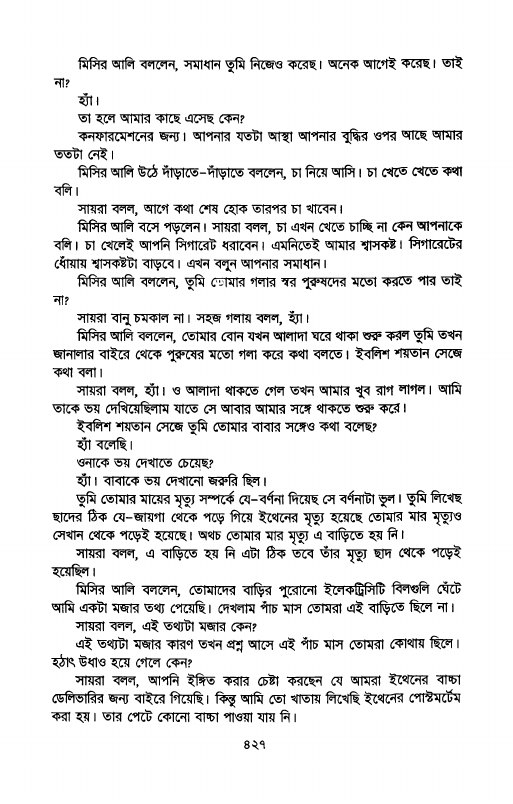 মিসির আলি বললেন, সমাধান তুমি নিজেও করেছ। অনেক আগেই করেছ। তাই
না?
হ্যাঁ।
তা হলে আমার কাছে এসেছ কেন?
কনফারমেশনের জন্য। আপনার যতটা আস্থা আপনার বুদ্ধির ওপর আছে আমার
ততটা নেই।
মিসির আলি উঠে দাঁড়াতে-দাঁড়াতে বললেন, চা নিয়ে আসি। চা খেতে খেতে কথা
বলি।
সায়রা বলল, আগে কথা শেষ হোক তারপর চা খাবেন।
মিসির আলি বসে পড়লেন। সায়রা বলল, চা এখন খেতে চাচ্ছি না কেন আপনাকে
বলি। চা খেলেই আপনি সিগারেট ধরাবেন। এমনিতেই আমার শ্বাসকষ্ট। সিগারেটের
ধোঁয়ায় শ্বাসকষ্টটা বাড়বে। এখন বলুন আপনার সমাধান।
মিসির আলি বললেন, তুমি তোমার গলার স্বর পুরুষদের মতো করতে পার তাই
না?
সায়রা বানু চমকাল না। সহজ গলায় বলল, হ্যাঁ।
মিসির আলি বললেন, তোমার বোন যখন আলাদা ঘরে থাকা শুরু করল তুমি তখন
জানালার বাইরে থেকে পুরুষের মতো গলা করে কথা বলতে। ইবলিশ শয়তান সেজে
কথা বলা।
সায়রা বলল, হ্যাঁ। ও আলাদা থাকতে গেল তখন আমার খুব রাগ লাগল। আমি
তাকে ভয় দেখিয়েছিলাম যাতে সে আবার আমার সঙ্গে থাকতে শুরু করে।
ইবলিশ শয়তান সেজে তুমি তোমার বাবার সঙ্গেও কথা বলেছ?
হ্যাঁ বলেছি।
ওনাকে ভয় দেখাতে চেয়েছ?
হ্যাঁ। বাবাকে ভয় দেখানো জরুরি ছিল।
তুমি তোমার মায়ের মৃত্যু সম্পর্কে যে-বর্ণনা দিয়েছ সে বর্ণনাটা ভুল। তুমি লিখেছ
ছাদের ঠিক যে-জায়গা থেকে পড়ে গিয়ে ইথেনের মৃত্যু হয়েছে তোমার মার মৃত্যুও
সেখান থেকে পড়েই হয়েছে। অথচ তোমার মার মৃত্যু এ বাড়িতে হয় নি।
সায়রা বলল, এ বাড়িতে হয় নি এটা ঠিক তবে তাঁর মৃত্যু ছাদ থেকে পড়েই
হয়েছিল।
মিসির আলি বললেন, তোমাদের বাড়ির পুরোনো ইলেকট্রিসিটি বিলগুলি ঘেঁটে
আমি একটা মজার তথ্য পেয়েছি। দেখলাম পাঁচ মাস তোমরা এই বাড়িতে ছিলে না।
সায়রা বলল, এই তথ্যটা মজার কেন?
এই তথ্যটা মজার কারণ তখন প্রশ্ন আসে এই পাঁচ মাস তোমরা কোথায় ছিলে।
হঠাৎ উধাও হয়ে গেলে কেন?
সায়রা বলল, আপনি ইঙ্গিত করার চেষ্টা করছেন যে আমরা ইথেনের বাচ্চা
ডেলিভারির জন্য বাইরে গিয়েছি। কিন্তু আমি তো খাতায় লিখেছি ইথেনের পোস্টমর্টেম
করা হয়। তার পেটে কোনো বাচ্চা পাওয়া যায় নি।
৪২৭